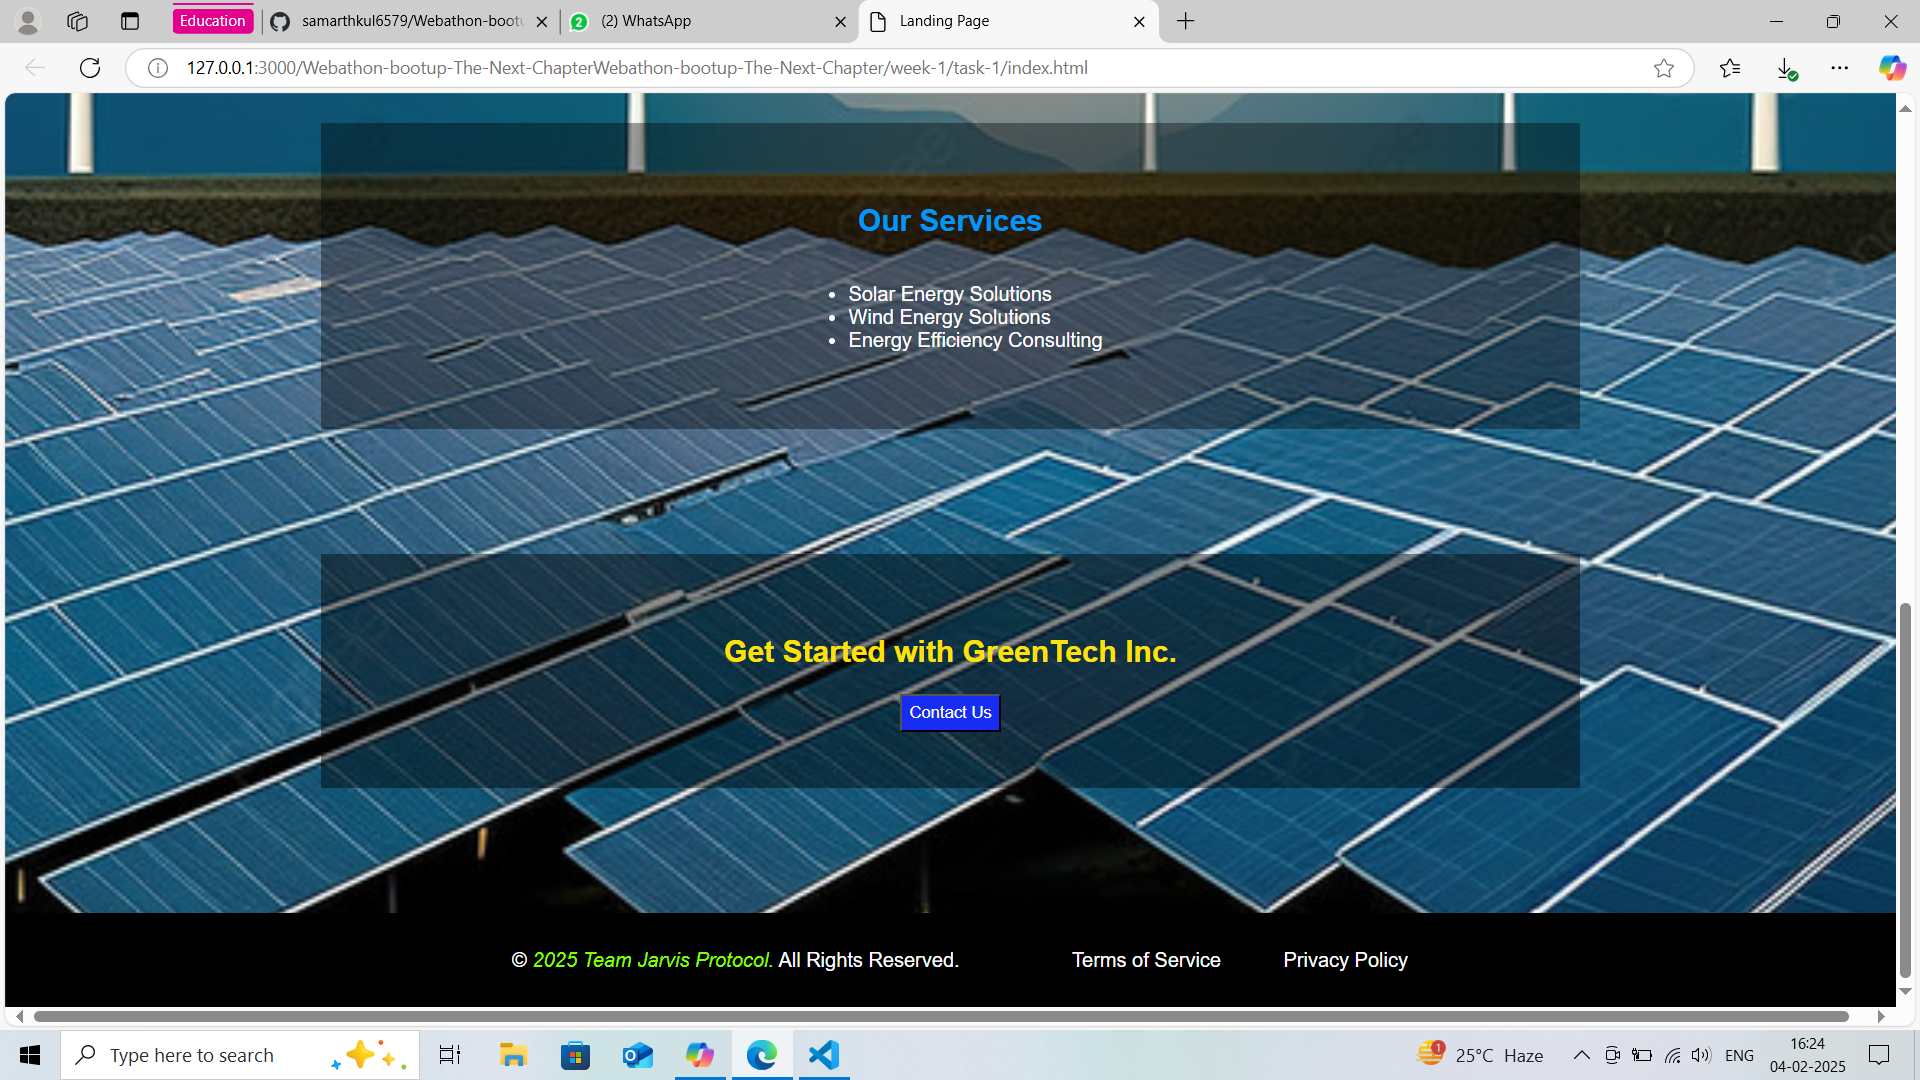 Education
samarthkul6579/Webathon-bootu
(2) WhatsApp
Landing Page
127.0.0.1:3000/Webathon-bootup-The-Next-ChapterWebathon-bootup-The-Next-Chapter/week-1/task-1/index.html
Our Services
• Solar Energy Solutions
• Wind Energy Solutions
• Energy Efficiency Consulting
Get Started with GreenTech Inc.
Contact Us
© 2025 Team Jarvis Protocol. All Rights Reserved. Terms of Service Privacy Policy
Type here to search
1
25°C Haze
ENG
16:24
04-02-2025